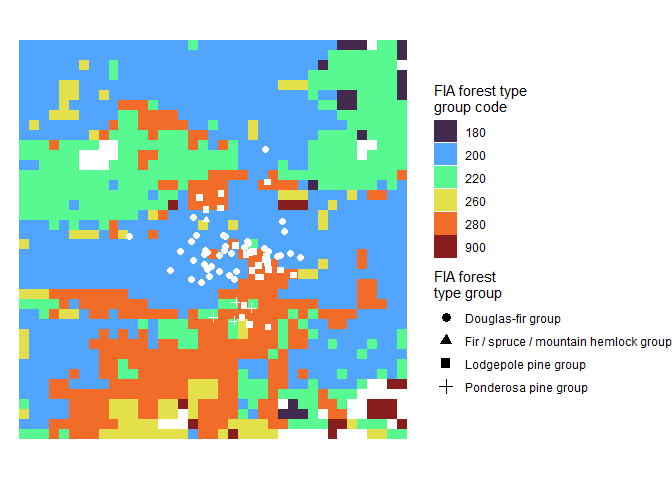 FIA forest type
group code
180
200
220
260
280
900
FIA forest
type group
Douglas-fir group
Fir / spruce / mountain hemlock group
Lodgepole pine group
Ponderosa pine group